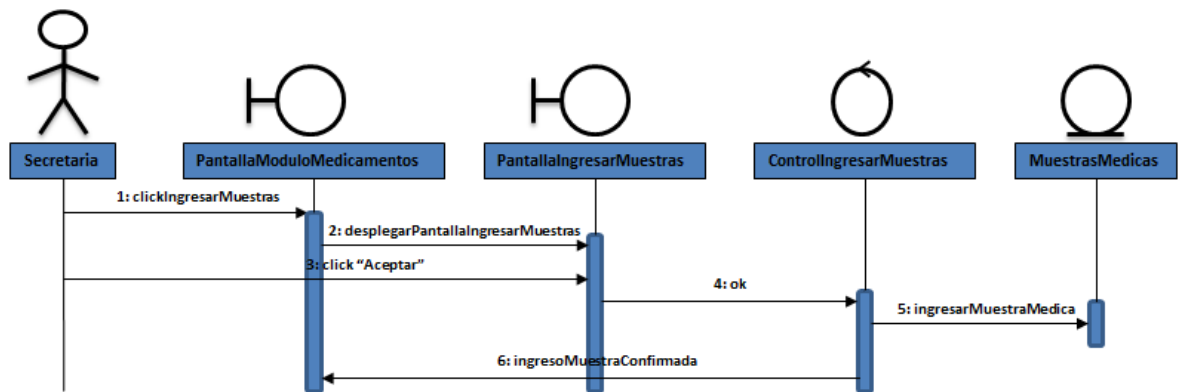 Secretaria
PantallaModuloMedicamentos
PantallaIngresarMuestras
ControlIngresarMuestras
MuestrasMedicas
1: clickIngresarMuestras
2: desplegarPantallaIngresarMuestras
3: click “Aceptar”
4: ok
5: ingresarMuestraMedica
6: ingresoMuestraConfirmada